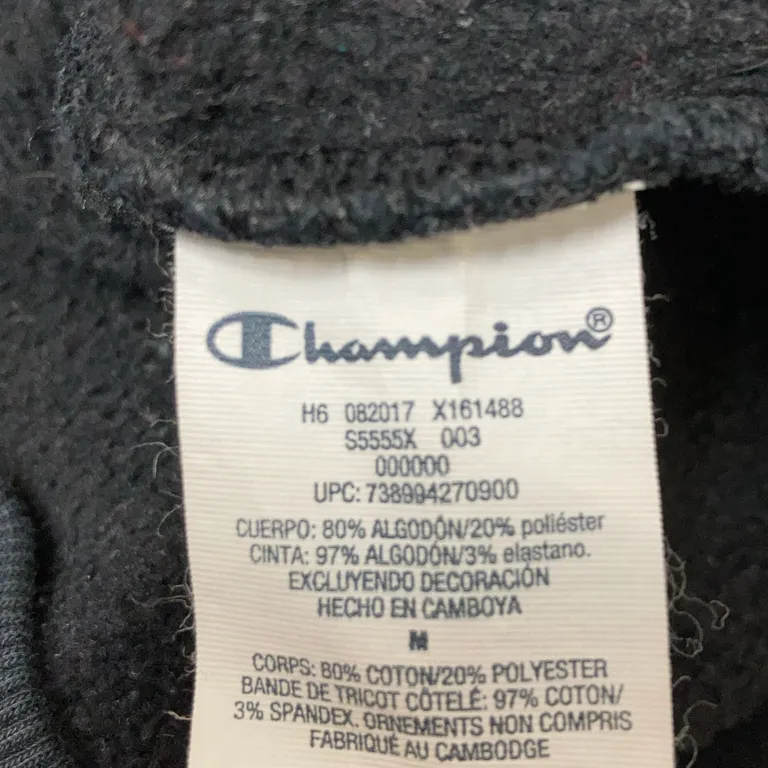 Champion®
H6 082017 X161488
S5555X 003
000000
UPC: 738994270900
CUERPO: 80% ALGODÓN/20% poliéster
CINTA: 97% ALGODÓN/3% elastano.
EXCLUYENDO DECORACIÓN
HECHO EN CAMBOYA
M
CORPS: 80% COTON/20% POLYESTER
BANDE DE TRICOT CÔTELÉ: 97% COTON/
3% SPANDEX. ORNEMENTS NON COMPRIS
FABRIQUÉ AU CAMBODGE